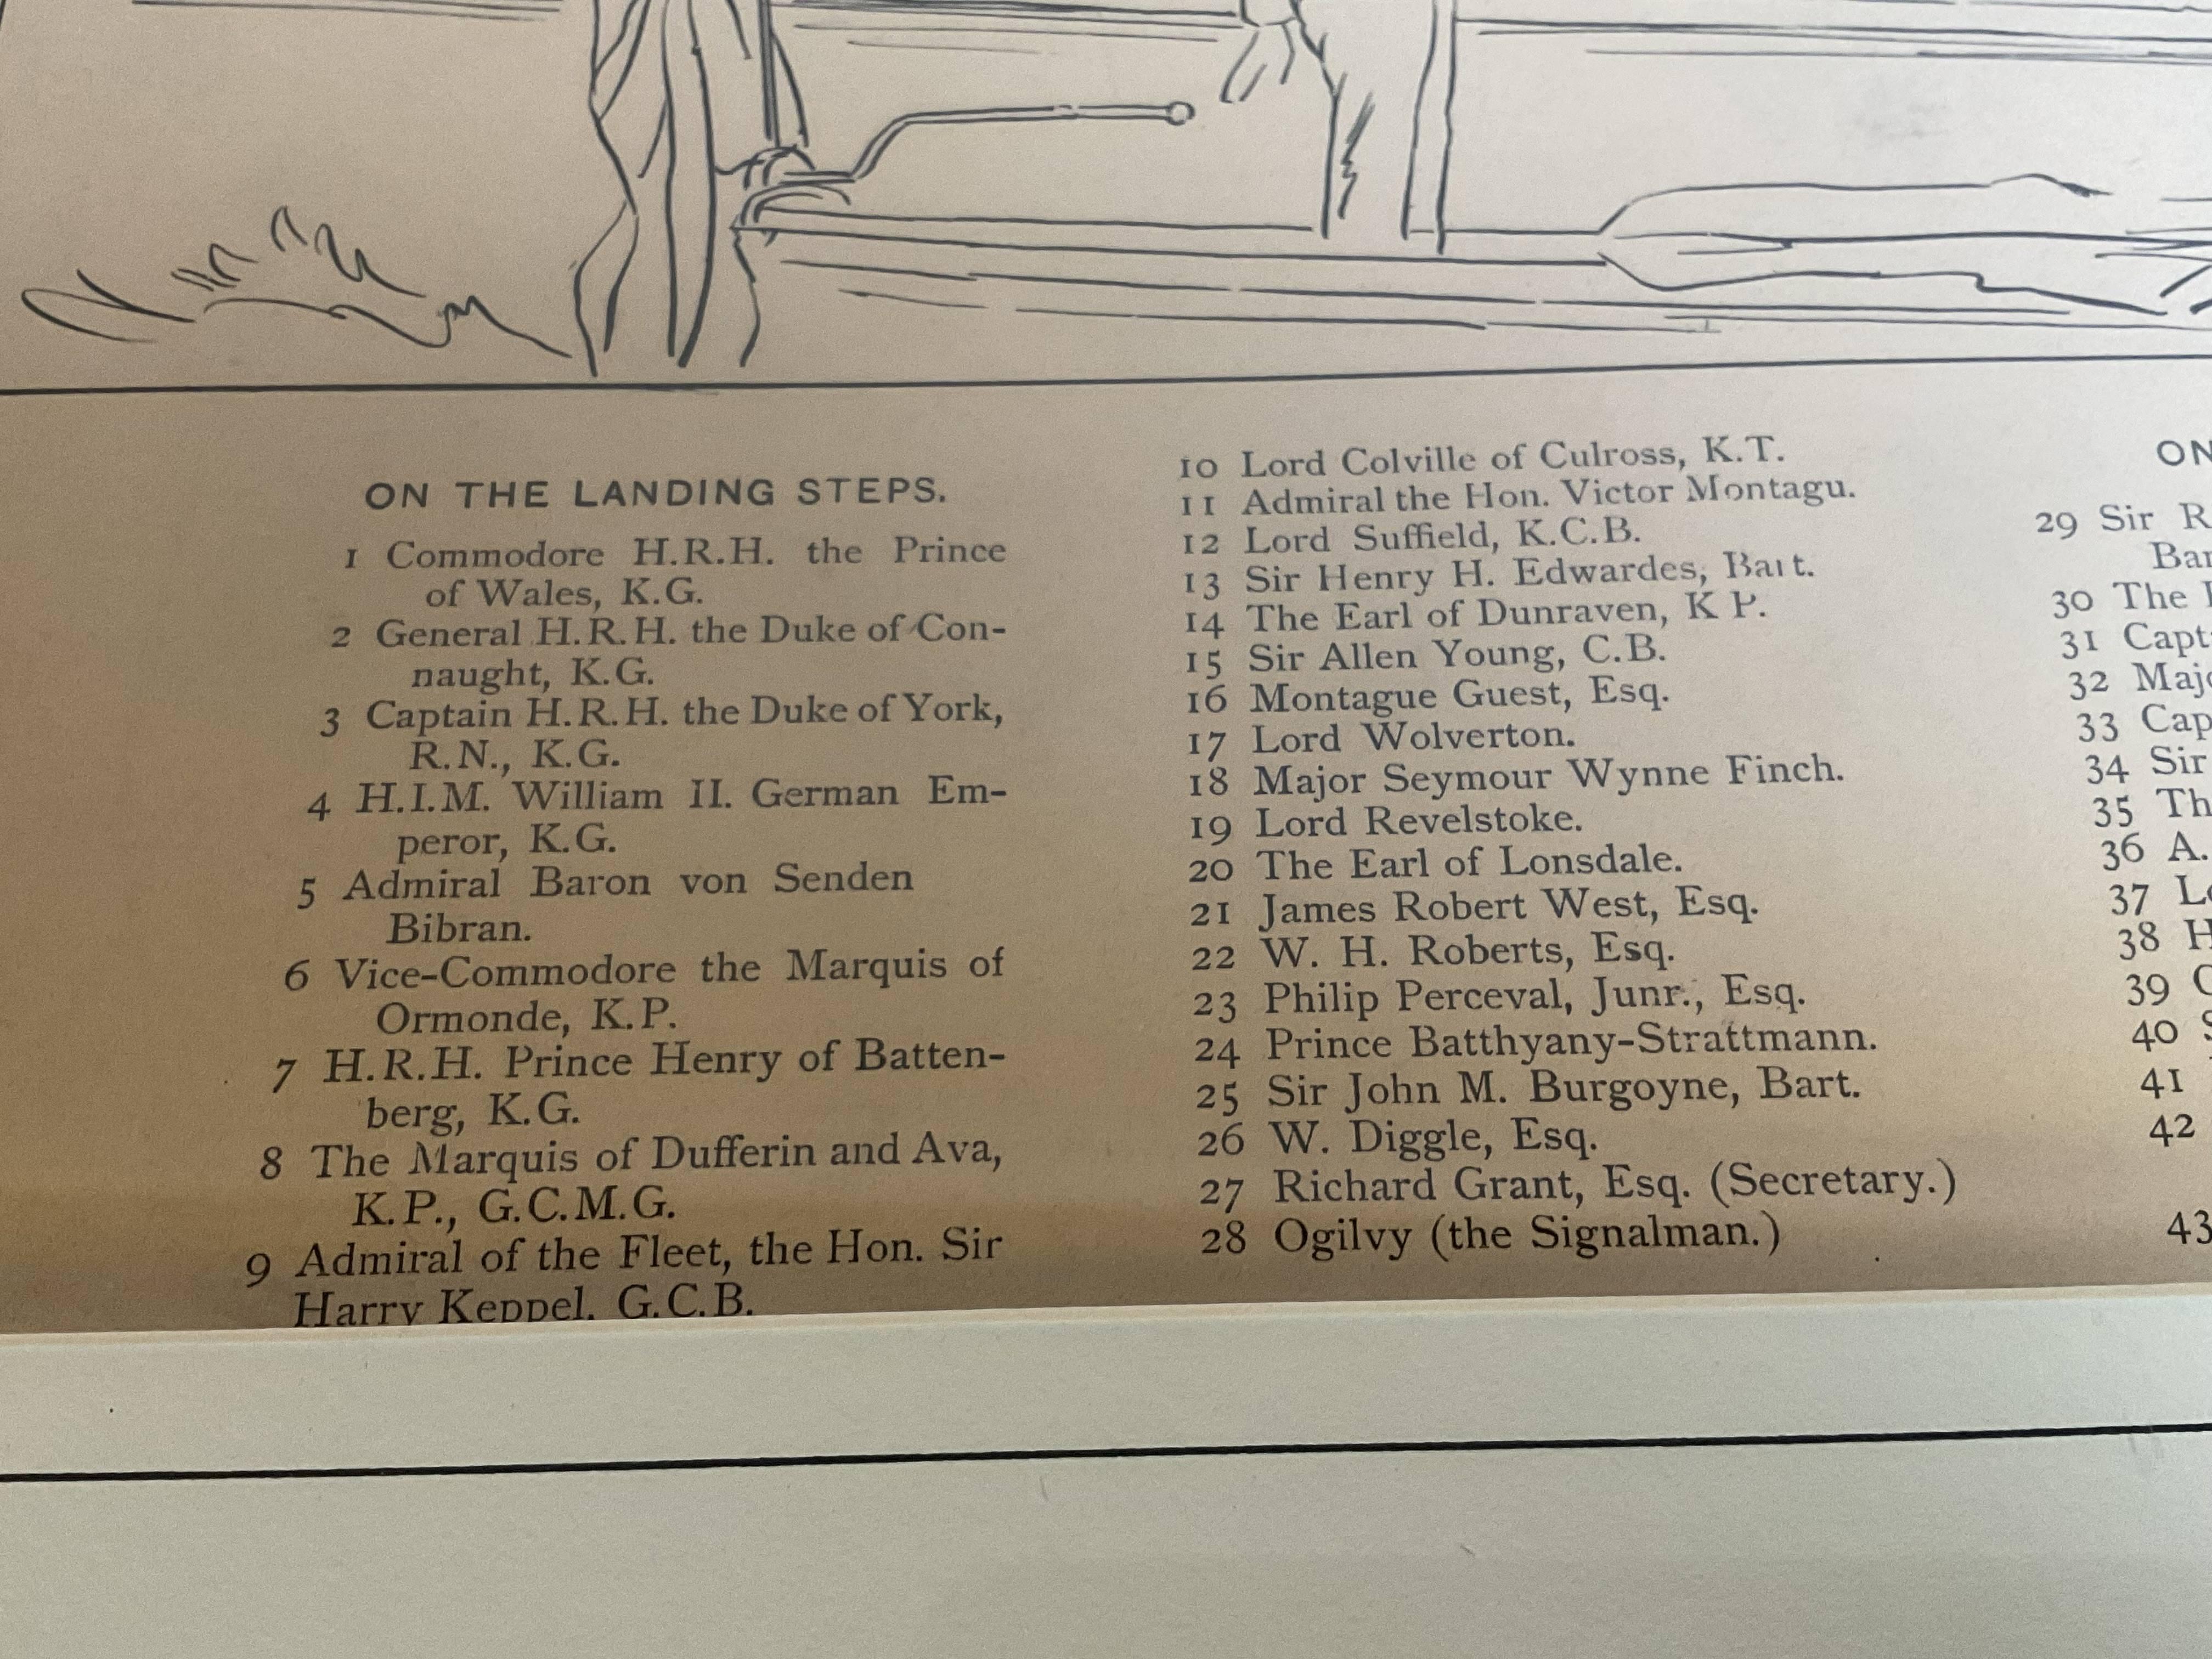 ON THE LANDING STEPS.
1 Commodore H.R.H. the Prince
of Wales, K.G.
2 General H.R.H. the Duke of Con-
naught, K.G.
3 Captain H.R.H. the Duke of York,
R.N., K.G.
4 H.I.M. William II. German Em-
peror, K.G.
5 Admiral Baron von Senden
Bibran.
6 Vice-Commodore the Marquis of
Ormonde, K.P.
7 H.R.H. Prince Henry of Batten-
berg, K.G.
8 The Marquis of Dufferin and Ava,
K.P., G.C.M.G.
9 Admiral of the Fleet, the Hon. Sir
Harry Keppel, G.C.B.
10 Lord Colville of Culross, K.T.
11 Admiral the Hon. Victor Montagu.
12 Lord Suffield, K.C.B.
13 Sir Henry H. Edwardes, Bart.
14 The Earl of Dunraven, K P.
15 Sir Allen Young, C.B.
16 Montague Guest, Esq.
17 Lord Wolverton.
18 Major Seymour Wynne Finch.
19 Lord Revelstoke.
20 The Earl of Lonsdale.
21 James Robert West, Esq.
22 W. H. Roberts, Esq.
23 Philip Perceval, Junr., Esq.
24 Prince Batthyany-Strattmann.
25 Sir John M. Burgoyne, Bart.
26 W. Diggle, Esq.
27 Richard Grant, Esq. (Secretary.)
28 Ogilvy (the Signalman.)
ON
29 Sir R
Bar
30 The
31 Capt
32 Majo
33 Cap
34 Sir
35 Th
36 A.
37 Lo
38 H
39 C
40 S
41
42
43